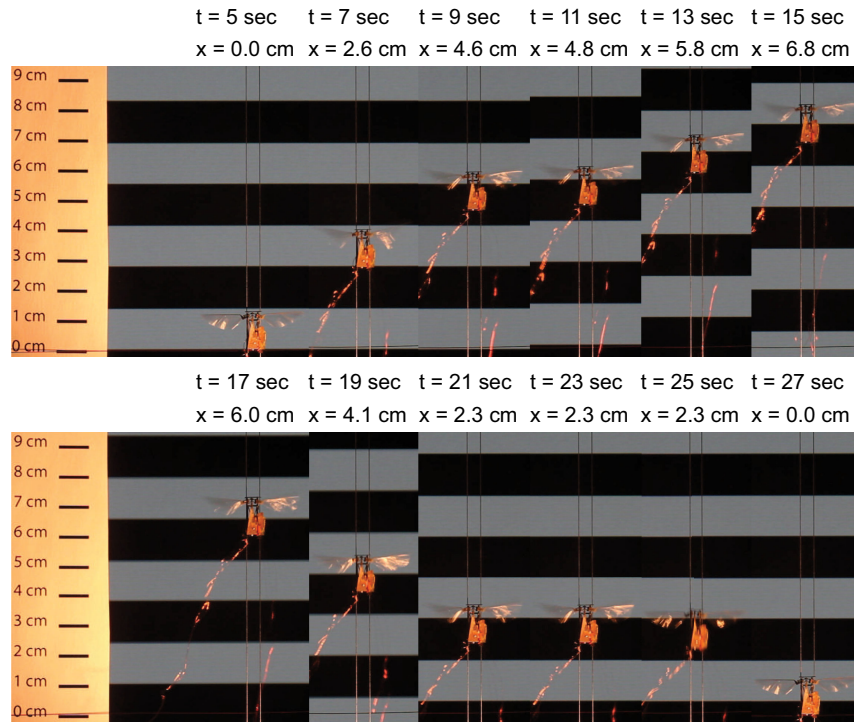 t = 5 sec t = 7 sec t = 9 sec t = 11 sec t = 13 sec t = 15 sec
x = 0.0 cm x = 2.6 cm x = 4.6 cm x = 4.8 cm x = 5.8 cm x = 6.8 cm
9 cm
8 cm
7 cm
6 cm
5 cm
4 cm
3 cm
2 cm
1 cm
0 cm
t = 17 sec t = 19 sec t = 21 sec t = 23 sec t = 25 sec t = 27 sec
x = 6.0 cm x = 4.1 cm x = 2.3 cm x = 2.3 cm x = 2.3 cm x = 0.0 cm
9 cm
8 cm
7 cm
6 cm
5 cm
4 cm
3 cm
2 cm
1 cm
0 cm